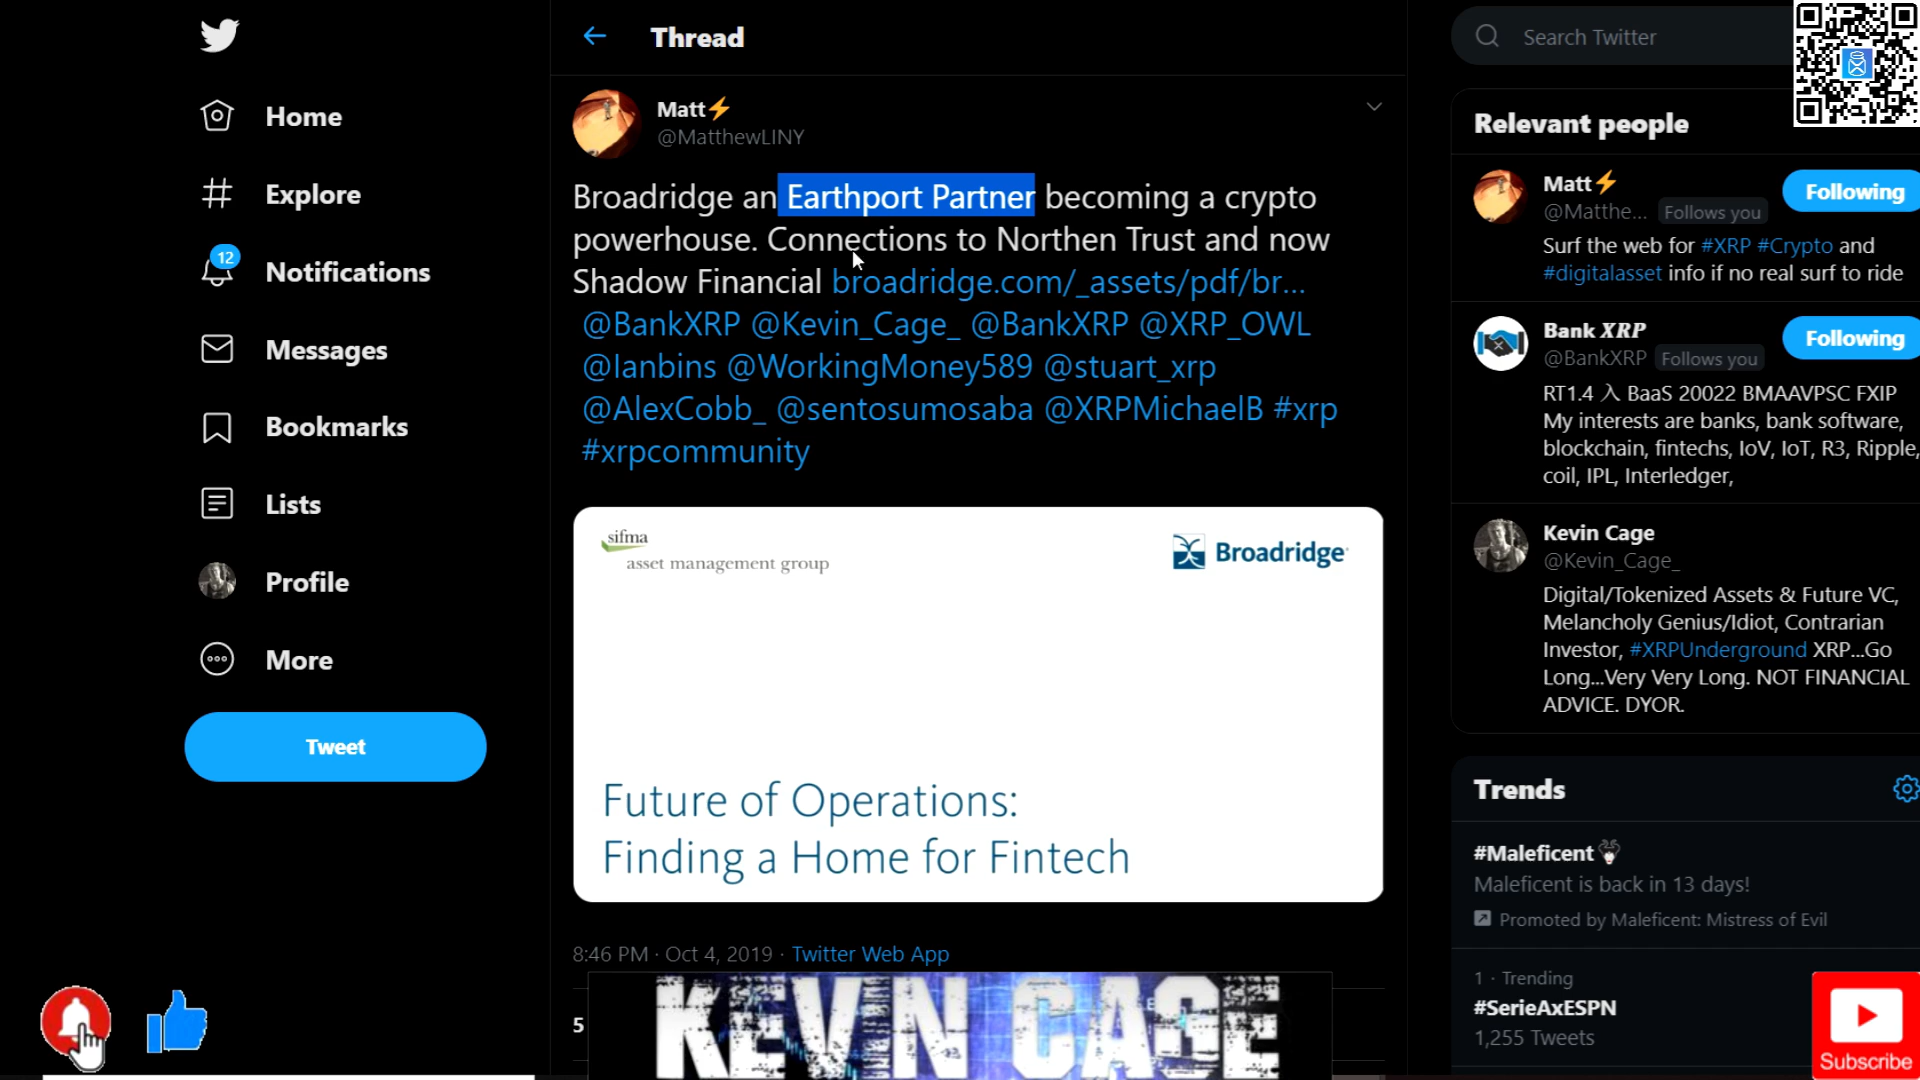 Home
Explore
12
Notifications
Messages
Bookmarks
Lists
Profile
More
Tweet
Thread
Matt⚡
@MatthewLINY
Broadridge an Earthport Partner becoming a crypto
powerhouse. Connections to Northen Trust and now
Shadow Financial broadridge.com/_assets/pdf/br...
@BankXRP @Kevin_Cage_ @BankXRP @XRP_OWL
@Ianbins @WorkingMoney589 @stuart_xrp
@AlexCobb_ @sentosumosaba @XRPMichaelB #xrp
#xrpcommunity
sifma
asset management group
Broadridge
Future of Operations:
Finding a Home for Fintech
8:46 PM · Oct 4, 2019 · Twitter Web App
5
KEVIN CAGE
Search Twitter
Relevant people
Matt⚡
@Matthe... Follows you
Following
Surf the web for #XRP #Crypto and
#digitalasset info if no real surf to ride
Bank XRP
@BankXRP Follows you
Following
RT1.4 入 BaaS 20022 BMAAVPSC FXIP
My interests are banks, bank software,
blockchain, fintechs, IoV, IoT, R3, Ripple,
coil, IPL, Interledger,
Kevin Cage
@Kevin_Cage_
Digital/Tokenized Assets & Future VC,
Melancholy Genius/Idiot, Contrarian
Investor, #XRPUnderground XRP...Go
Long...Very Very Long. NOT FINANCIAL
ADVICE. DYOR.
Trends
#Maleficent
Maleficent is back in 13 days!
Promoted by Maleficent: Mistress of Evil
1 · Trending
#SerieAxESPN
1,255 Tweets
Subscribe